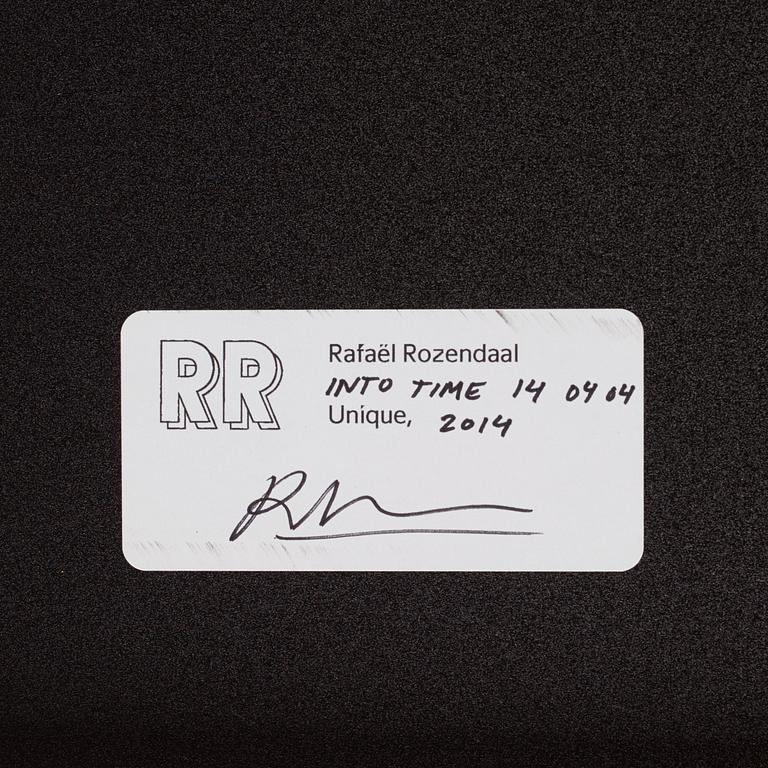 RR
Rafaël Rozendaal
INTO TIME 14 04 04
Unique, 2014